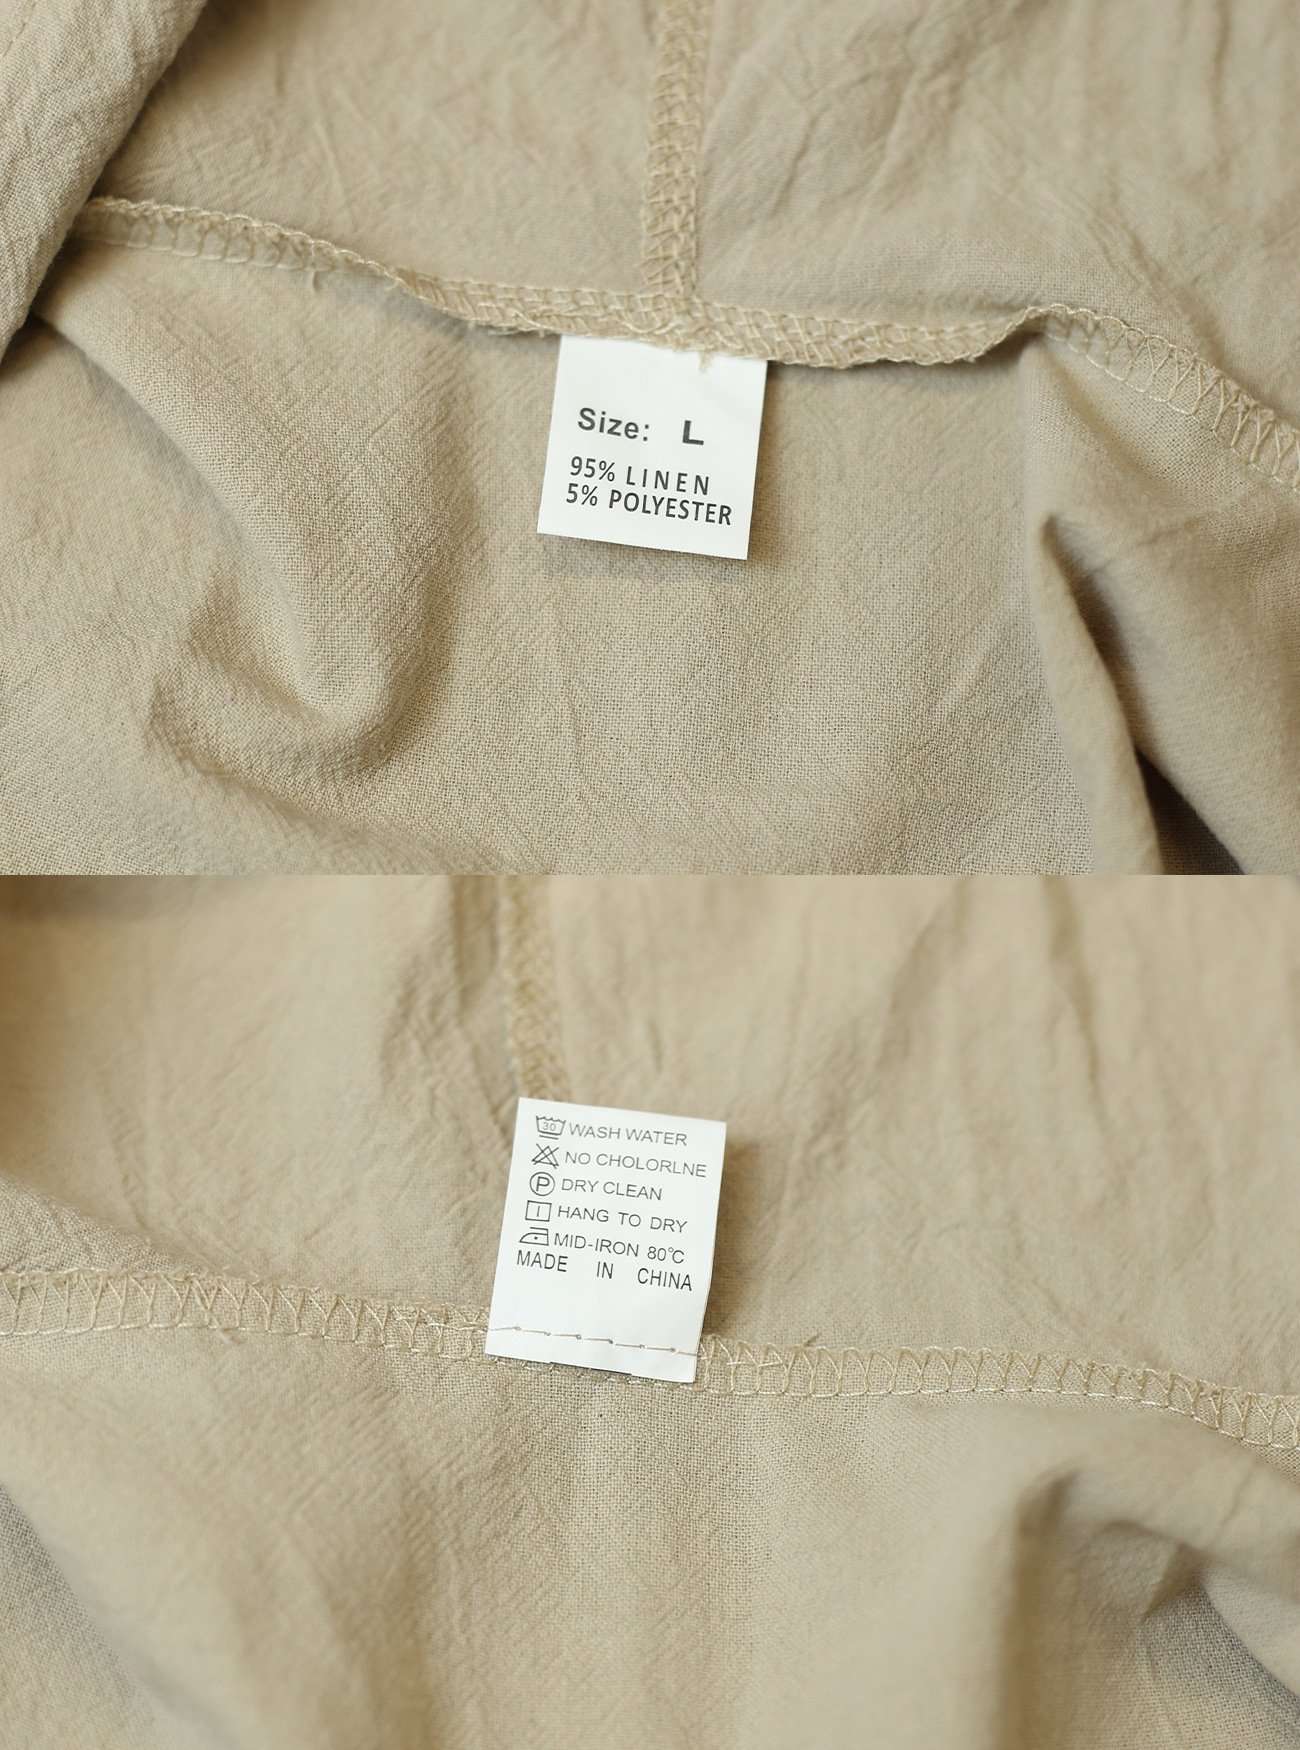 Size: L
95% LINEN
5% POLYESTER
30 WASH WATER
NO CHOLORLNE
P DRY CLEAN
HANG TO DRY
MID-IRON 80℃
MADE IN CHINA